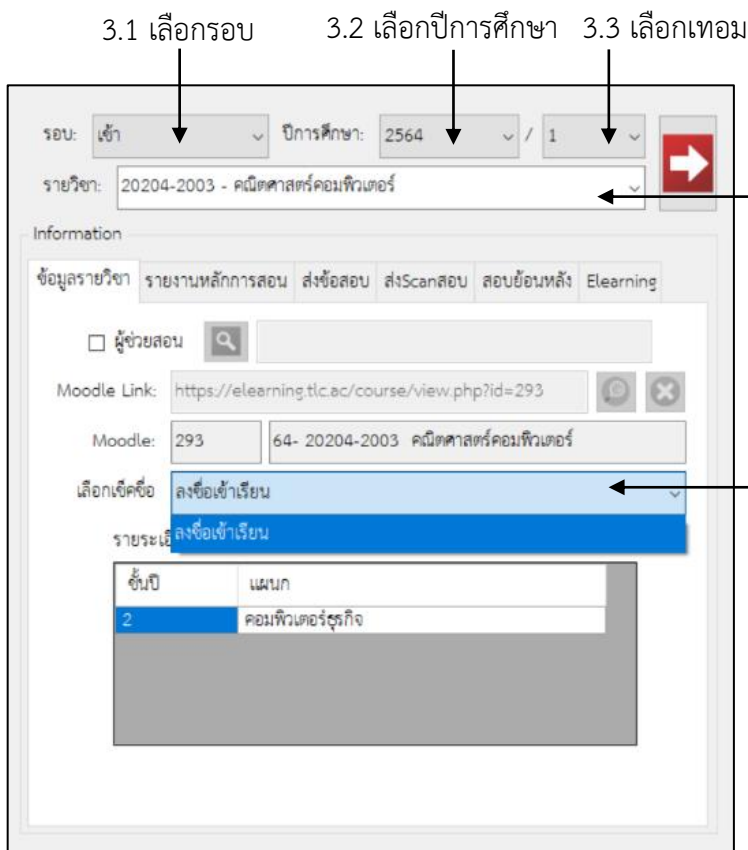 3.1 เลือกรอบ 3.2 เลือกปีการศึกษา 3.3 เลือกเทอม
รอบ: เช้า ปีการศึกษา: 2564 / 1
รายวิชา: 20204-2003 - คณิตศาสตร์คอมพิวเตอร์
Information
ข้อมูลรายวิชา รายงานหลักการสอน ส่งข้อสอบ ส่งScanสอบ สอบย้อนหลัง Elearning
ผู้ช่วยสอน
Moodle Link: https://elearning.tlc.ac/course/view.php?id=293
Moodle: 293 64- 20204-2003 คณิตศาสตร์คอมพิวเตอร์
เลือกเช็คชื่อ ลงชื่อเข้าเรียน
ลงชื่อเข้าเรียน
ชั้นปี แผนก
2 คอมพิวเตอร์ธุรกิจ